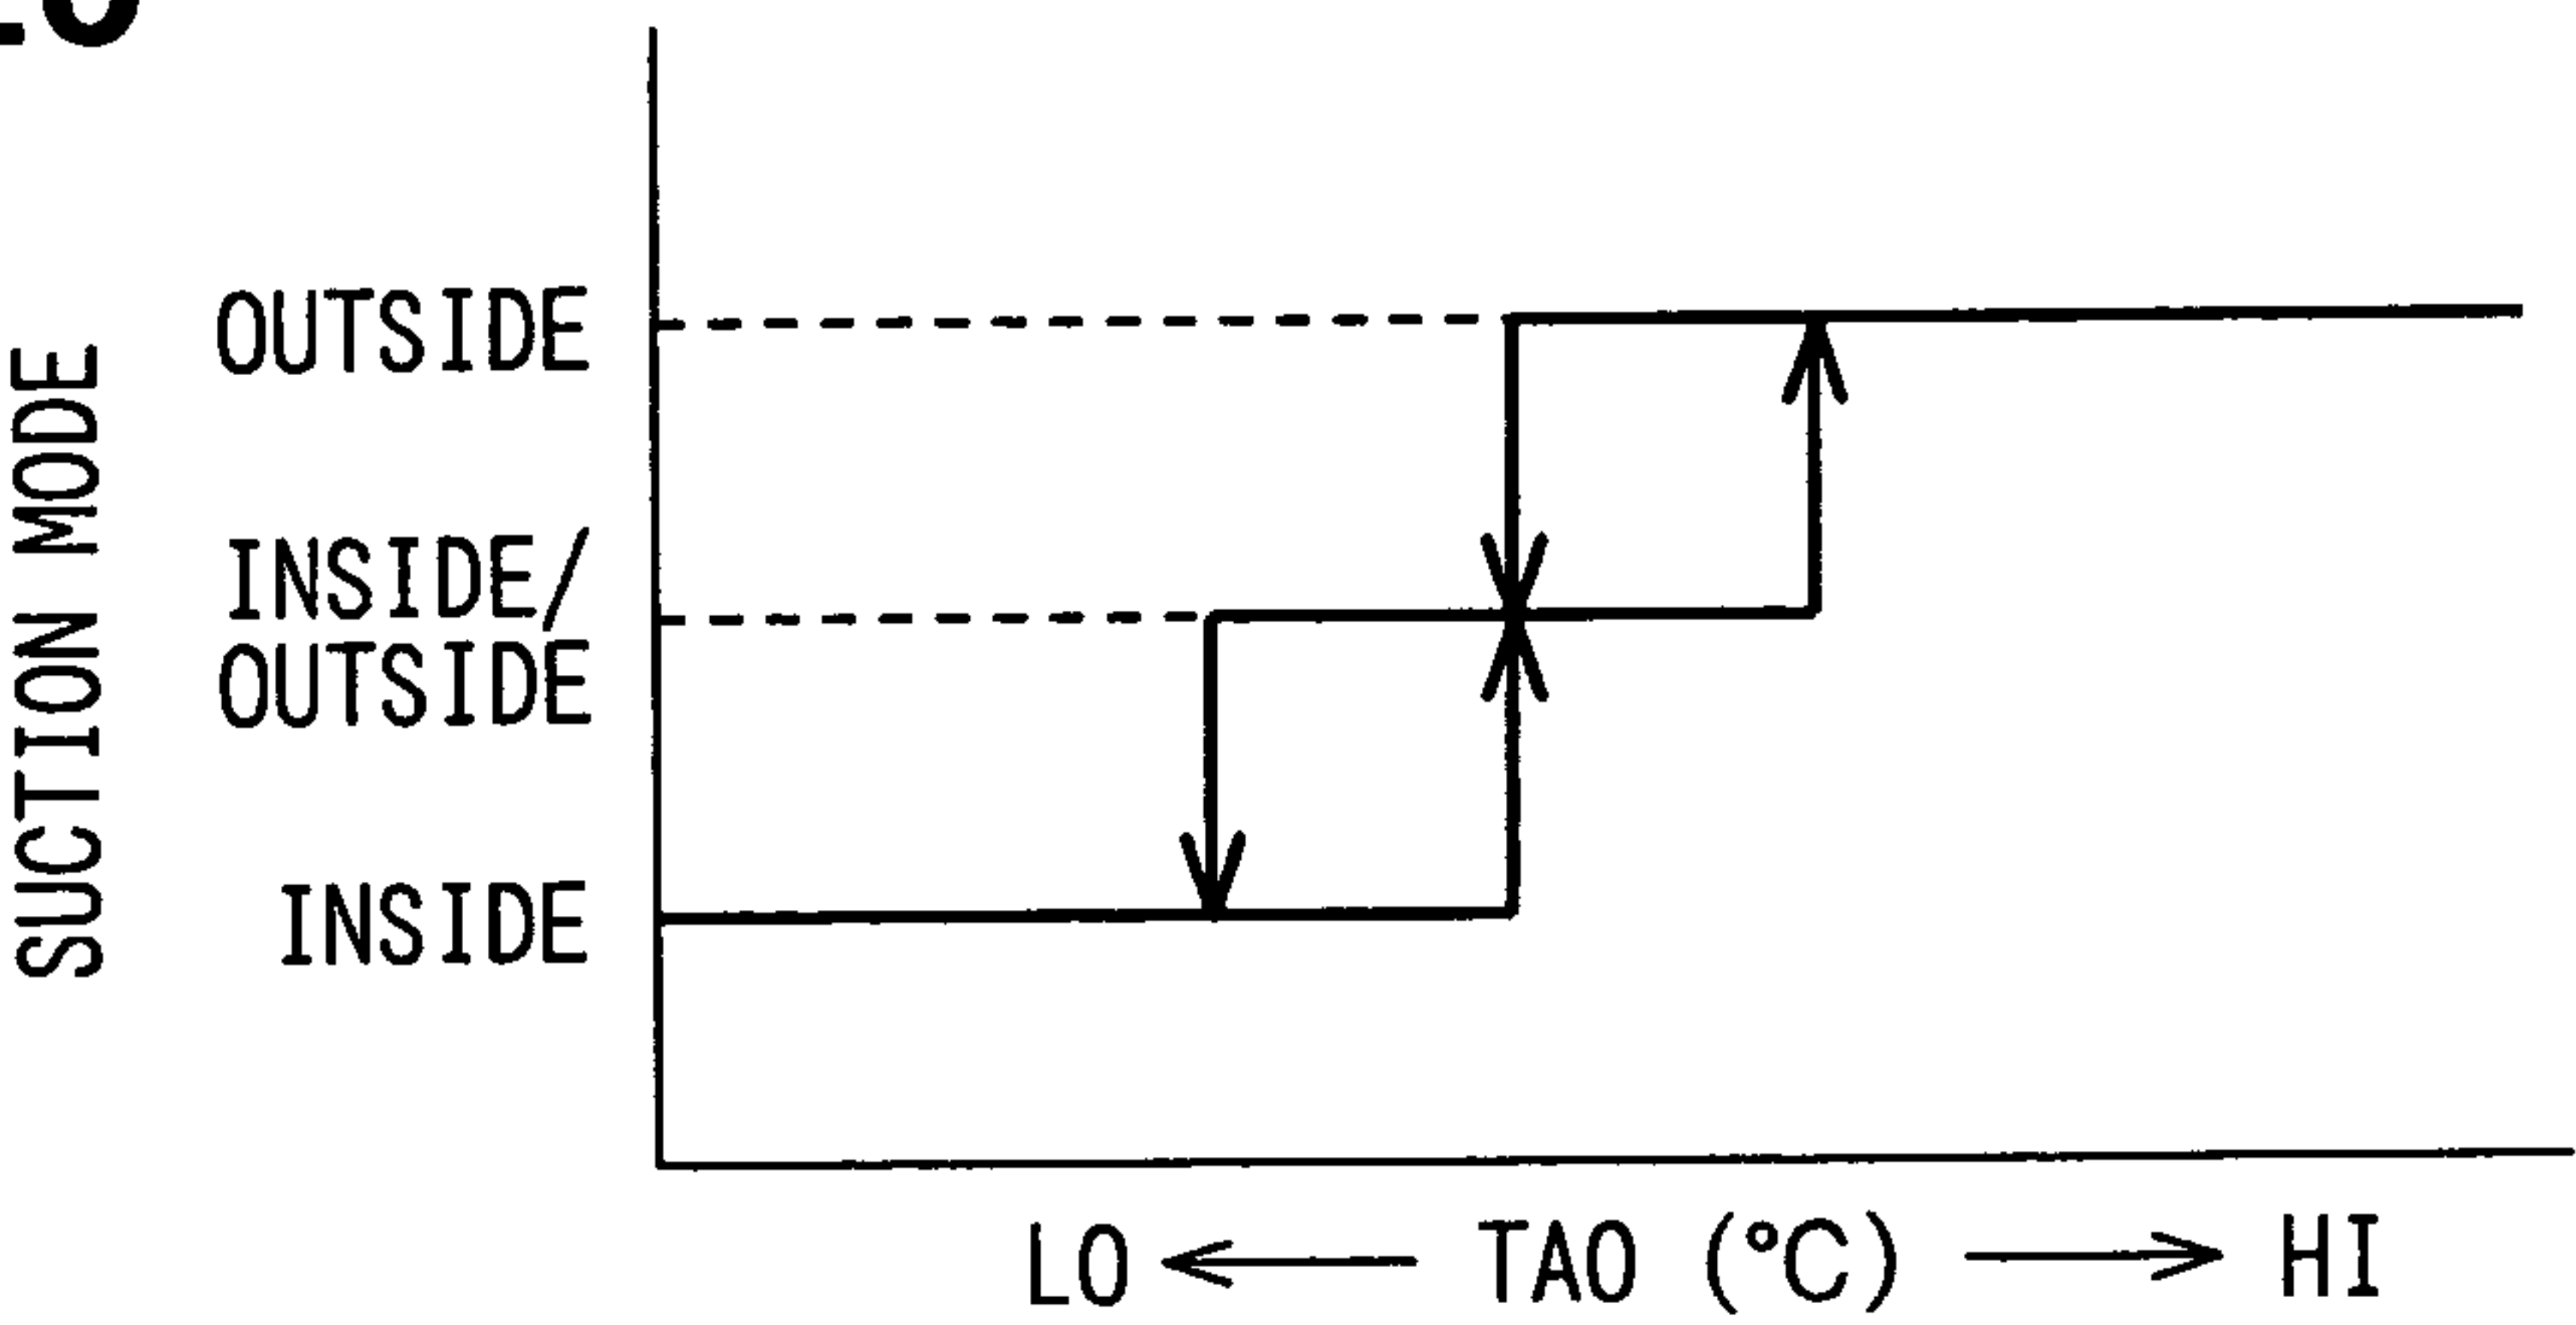 SUCTION MODE
OUTSIDE
INSIDE/
OUTSIDE
INSIDE
LO ← TAO (°C) → HI